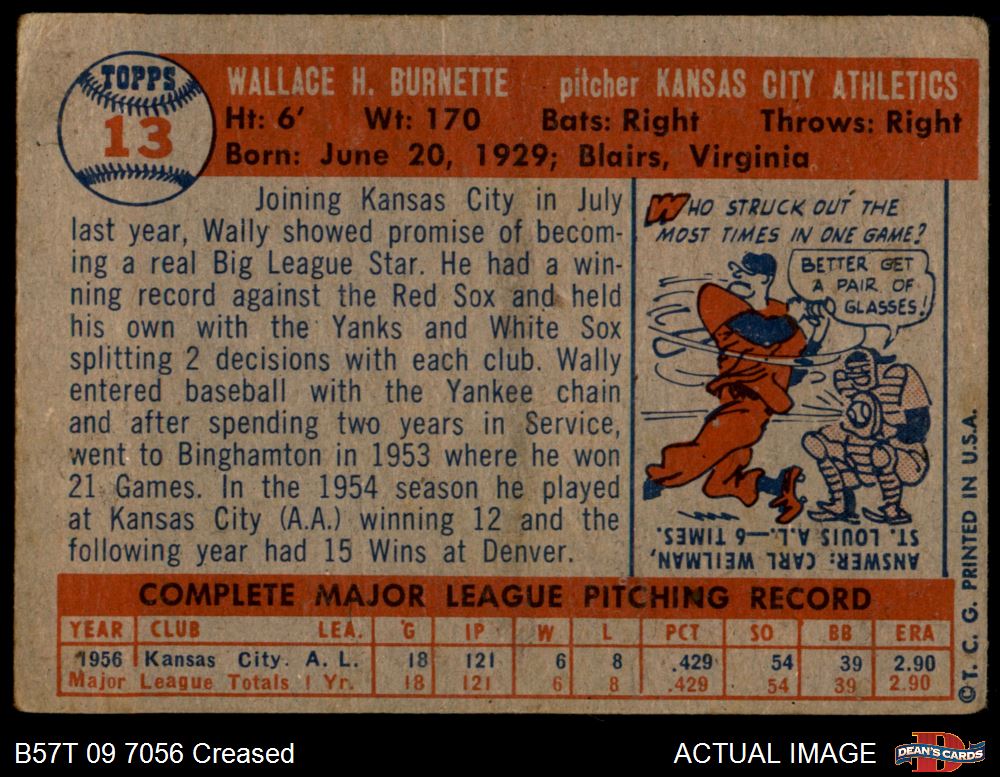 TOPPS
13
WALLACE H. BURNETTE pitcher KANSAS CITY ATHLETICS
Ht: 6' Wt: 170 Bats: Right Throws: Right
Born: June 20, 1929; Blairs, Virginia
Joining Kansas City in July
last year, Wally showed promise of becom-
ing a real Big League Star. He had a win-
ning record against the Red Sox and held
his own with the Yanks and White Sox
splitting 2 decisions with each club. Wally
entered baseball with the Yankee chain
and after spending two years in Service,
went to Binghamton in 1953 where he won
21 Games. In the 1954 season he played
at Kansas City (A.A.) winning 12 and the
following year had 15 Wins at Denver.
WHO STRUCK OUT THE
MOST TIMES IN ONE GAME?
BETTER GET
A PAIR OF
GLASSES!
ANSWER: CARL WEILMAN,
ST. LOUIS A.L.—6 TIMES.
COMPLETE MAJOR LEAGUE PITCHING RECORD
YEAR CLUB LEA. G IP W L PCT SO BB ERA
1956 Kansas City. A. L. 18 121 6 8 .429 54 39 2.90
Major League Totals 1 Yr. 18 121 6 8 .429 54 39 2.90
© T. C. G. PRINTED IN U.S.A.
B57T 09 7056 Creased
ACTUAL IMAGE
DEAN'S CARDS